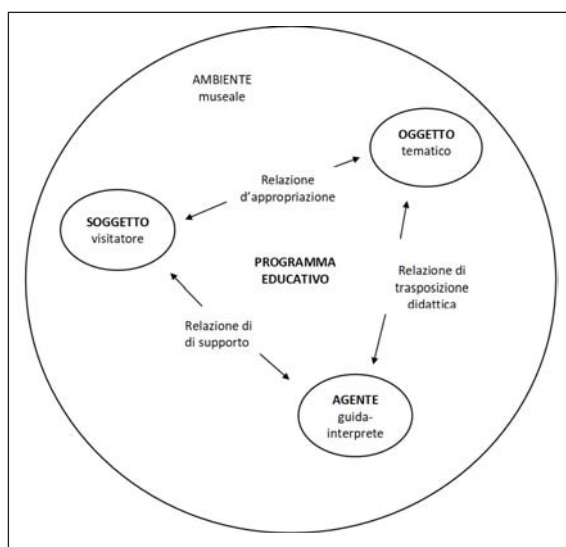 AMBIENTE
museale
OGGETTO
tematico
Relazione
d'appropriazione
SOGGETTO
visitatore
PROGRAMMA
EDUCATIVO
Relazione di
trasposizione
didattica
Relazione di
di supporto
AGENTE
guida-
interprete